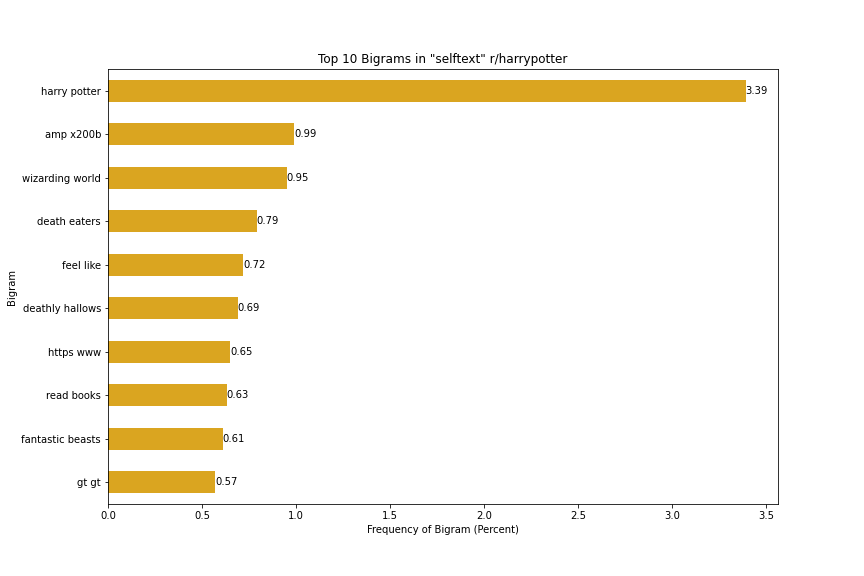 Top 10 Bigrams in "selftext" r/harrypotter
harry potter 3.39
amp x200b 0.99
wizarding world 0.95
death eaters 0.79
feel like 0.72
deathly hallows 0.69
https www 0.65
read books 0.63
fantastic beasts 0.61
gt gt 0.57
Bigram
0.0 0.5 1.0 1.5 2.0 2.5 3.0 3.5
Frequency of Bigram (Percent)